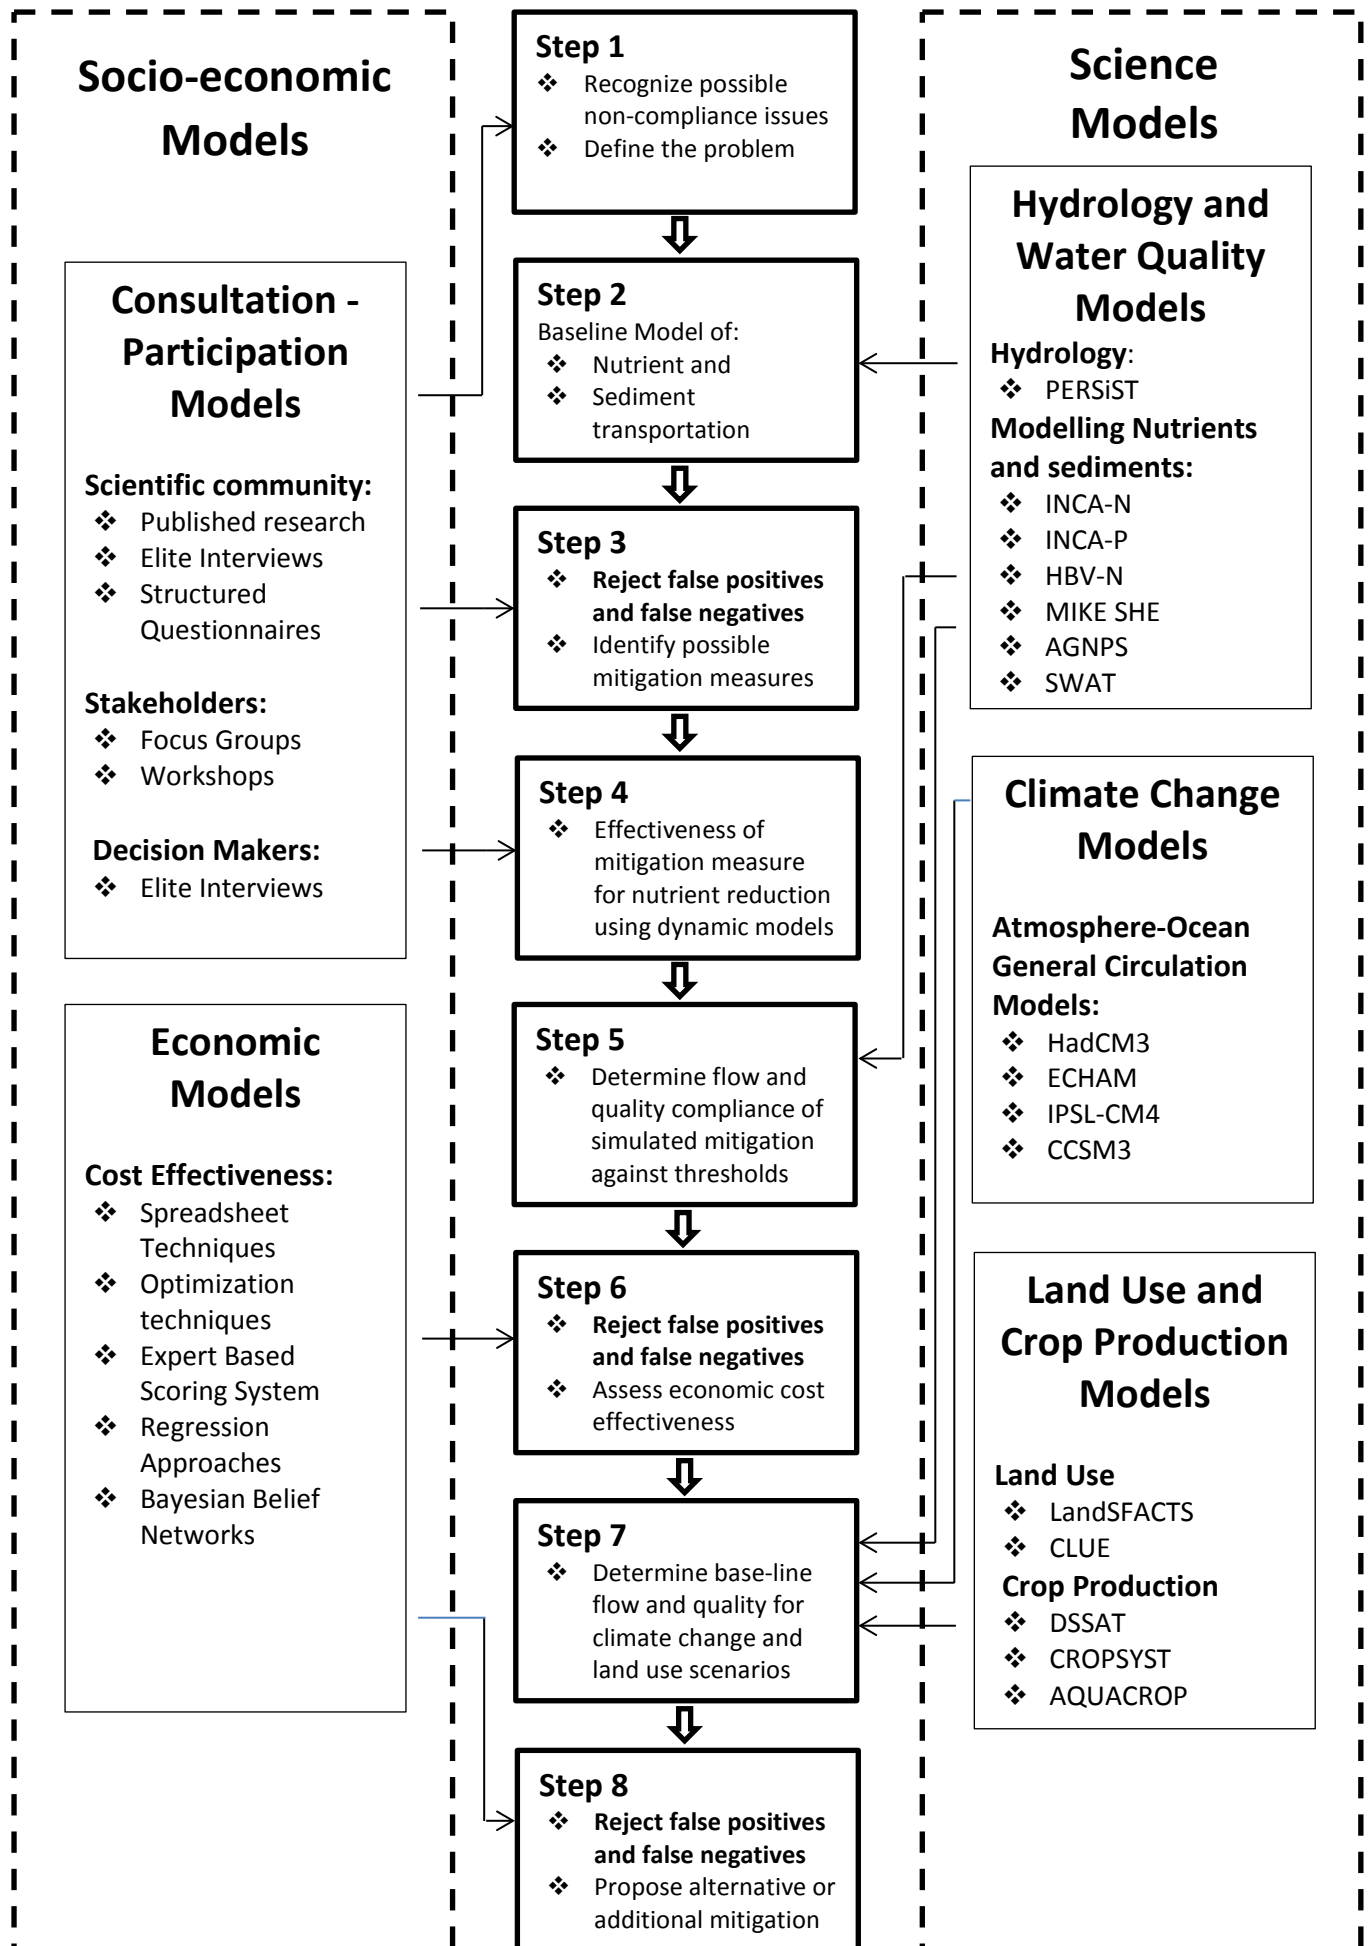 Socio-economic
Models
Consultation -
Participation
Models
Scientific community:
❖ Published research
❖ Elite Interviews
❖ Structured
Questionnaires
Stakeholders:
❖ Focus Groups
❖ Workshops
Decision Makers:
❖ Elite Interviews
Economic
Models
Cost Effectiveness:
❖ Spreadsheet
Techniques
❖ Optimization
techniques
❖ Expert Based
Scoring System
❖ Regression
Approaches
❖ Bayesian Belief
Networks
Step 1
❖ Recognize possible
non-compliance issues
❖ Define the problem
Step 2
Baseline Model of:
❖ Nutrient and
❖ Sediment
transportation
Step 3
❖ Reject false positives
and false negatives
❖ Identify possible
mitigation measures
Step 4
❖ Effectiveness of
mitigation measure
for nutrient reduction
using dynamic models
Step 5
❖ Determine flow and
quality compliance of
simulated mitigation
against thresholds
Step 6
❖ Reject false positives
and false negatives
❖ Assess economic cost
effectiveness
Step 7
❖ Determine base-line
flow and quality for
climate change and
land use scenarios
Step 8
❖ Reject false positives
and false negatives
❖ Propose alternative or
additional mitigation
Science
Models
Hydrology and
Water Quality
Models
Hydrology:
❖ PERSiST
Modelling Nutrients
and sediments:
❖ INCA-N
❖ INCA-P
❖ HBV-N
❖ MIKE SHE
❖ AGNPS
❖ SWAT
Climate Change
Models
Atmosphere-Ocean
General Circulation
Models:
❖ HadCM3
❖ ECHAM
❖ IPSL-CM4
❖ CCSM3
Land Use and
Crop Production
Models
Land Use
❖ LandSFACTS
❖ CLUE
Crop Production
❖ DSSAT
❖ CROPSYST
❖ AQUACROP